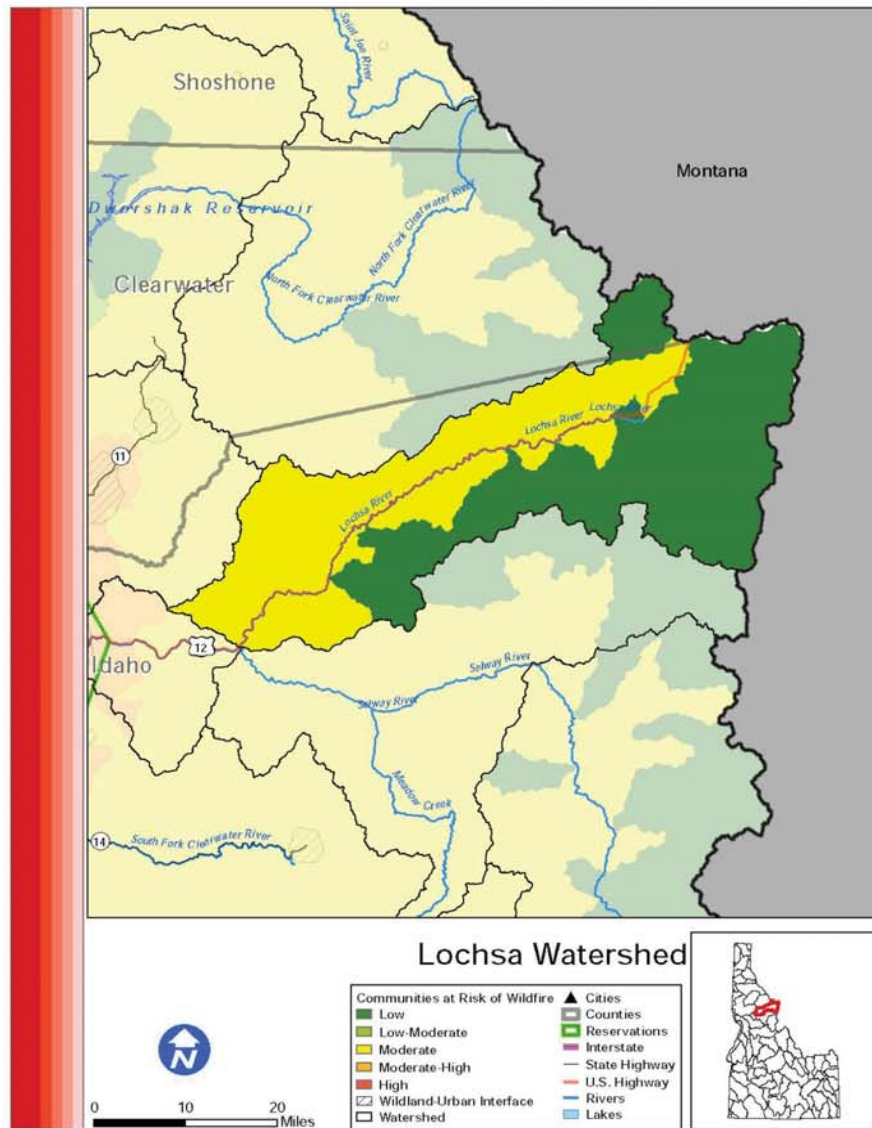 Saint Joe River
Shoshone
Montana
Dworshak Reservoir
North Fork Clearwater River
Clearwater
North Fork Clearwater River
Lochsa River
Lochsa River
11
Lochsa River
12
Idaho
Selway River
Selway River
Meadow Creek
14
South Fork Clearwater River
Lochsa Watershed
Communities at Risk of Wildfire
Low
Low-Moderate
Moderate
Moderate-High
High
Wildland-Urban Interface
Watershed
Cities
Counties
Reservations
Interstate
State Highway
U.S. Highway
Rivers
Lakes
N
0 10 20
Miles